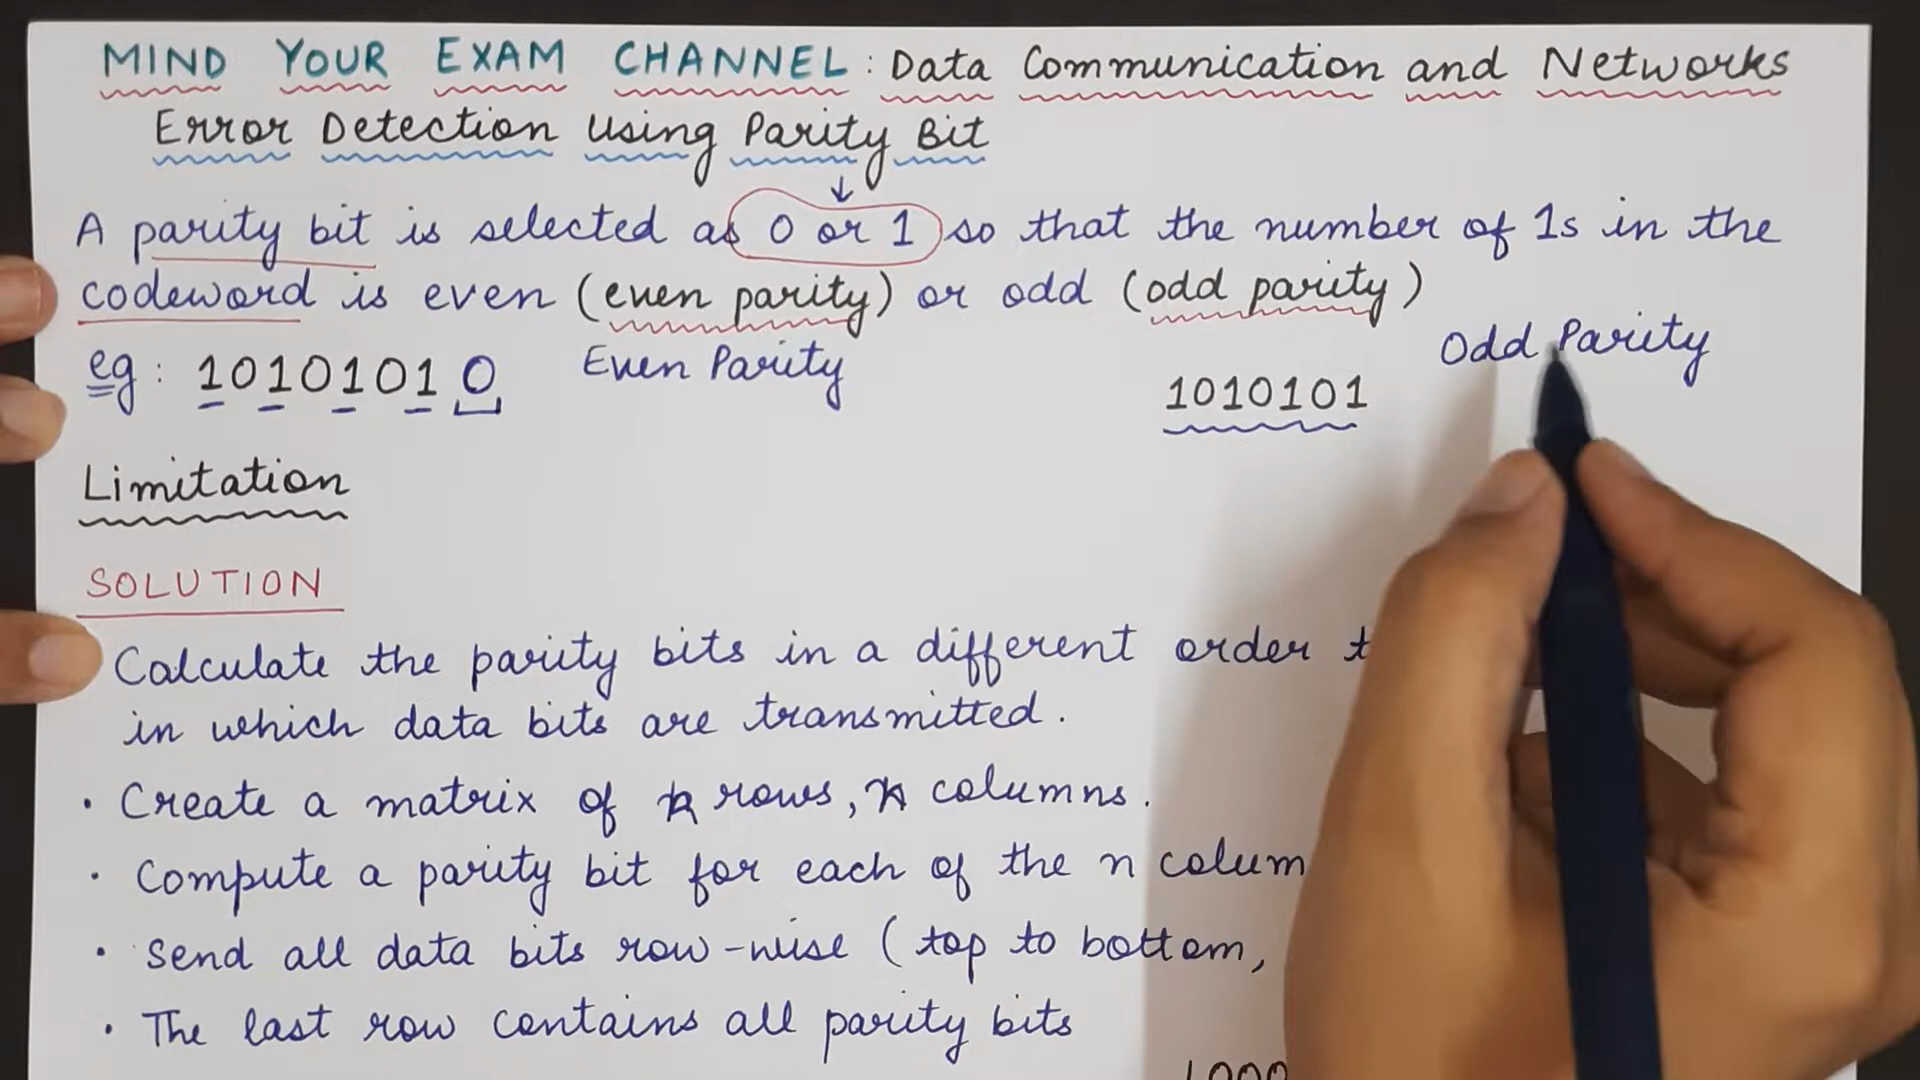 MIND YOUR EXAM CHANNEL : Data Communication and Networks
Error Detection Using Parity Bit
↓
A parity bit is selected as 0 or 1 so that the number of 1s in the
codeword is even (even parity) or odd (odd parity)
eg : 1010101 0 Even Parity 1010101 Odd Parity
Limitation
SOLUTION
Calculate the parity bits in a different order
in which data bits are transmitted.
• Create a matrix of k rows, n columns.
• Compute a parity bit for each of the n colum
• Send all data bits row-wise (top to bottom,
• The last row contains all parity bits
1000